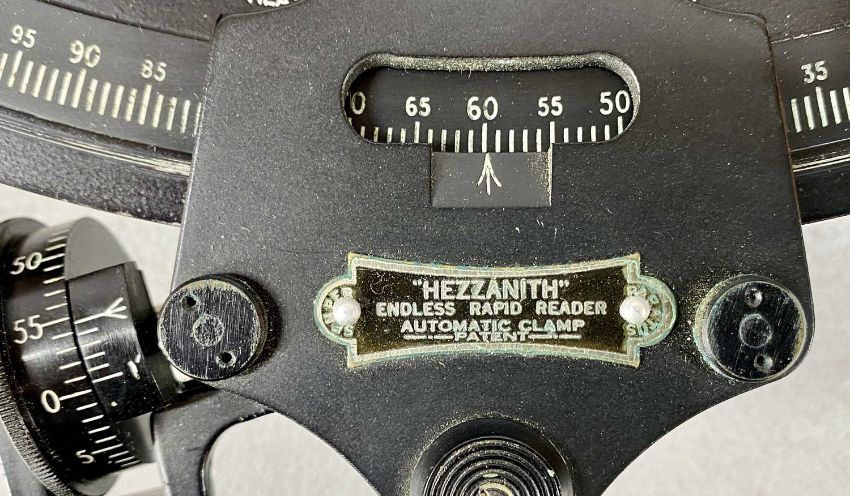 95 90 85
0 65 60 55 50
35
50
55
0
5
"HEZZANITH"
ENDLESS RAPID READER
AUTOMATIC CLAMP
PATENT